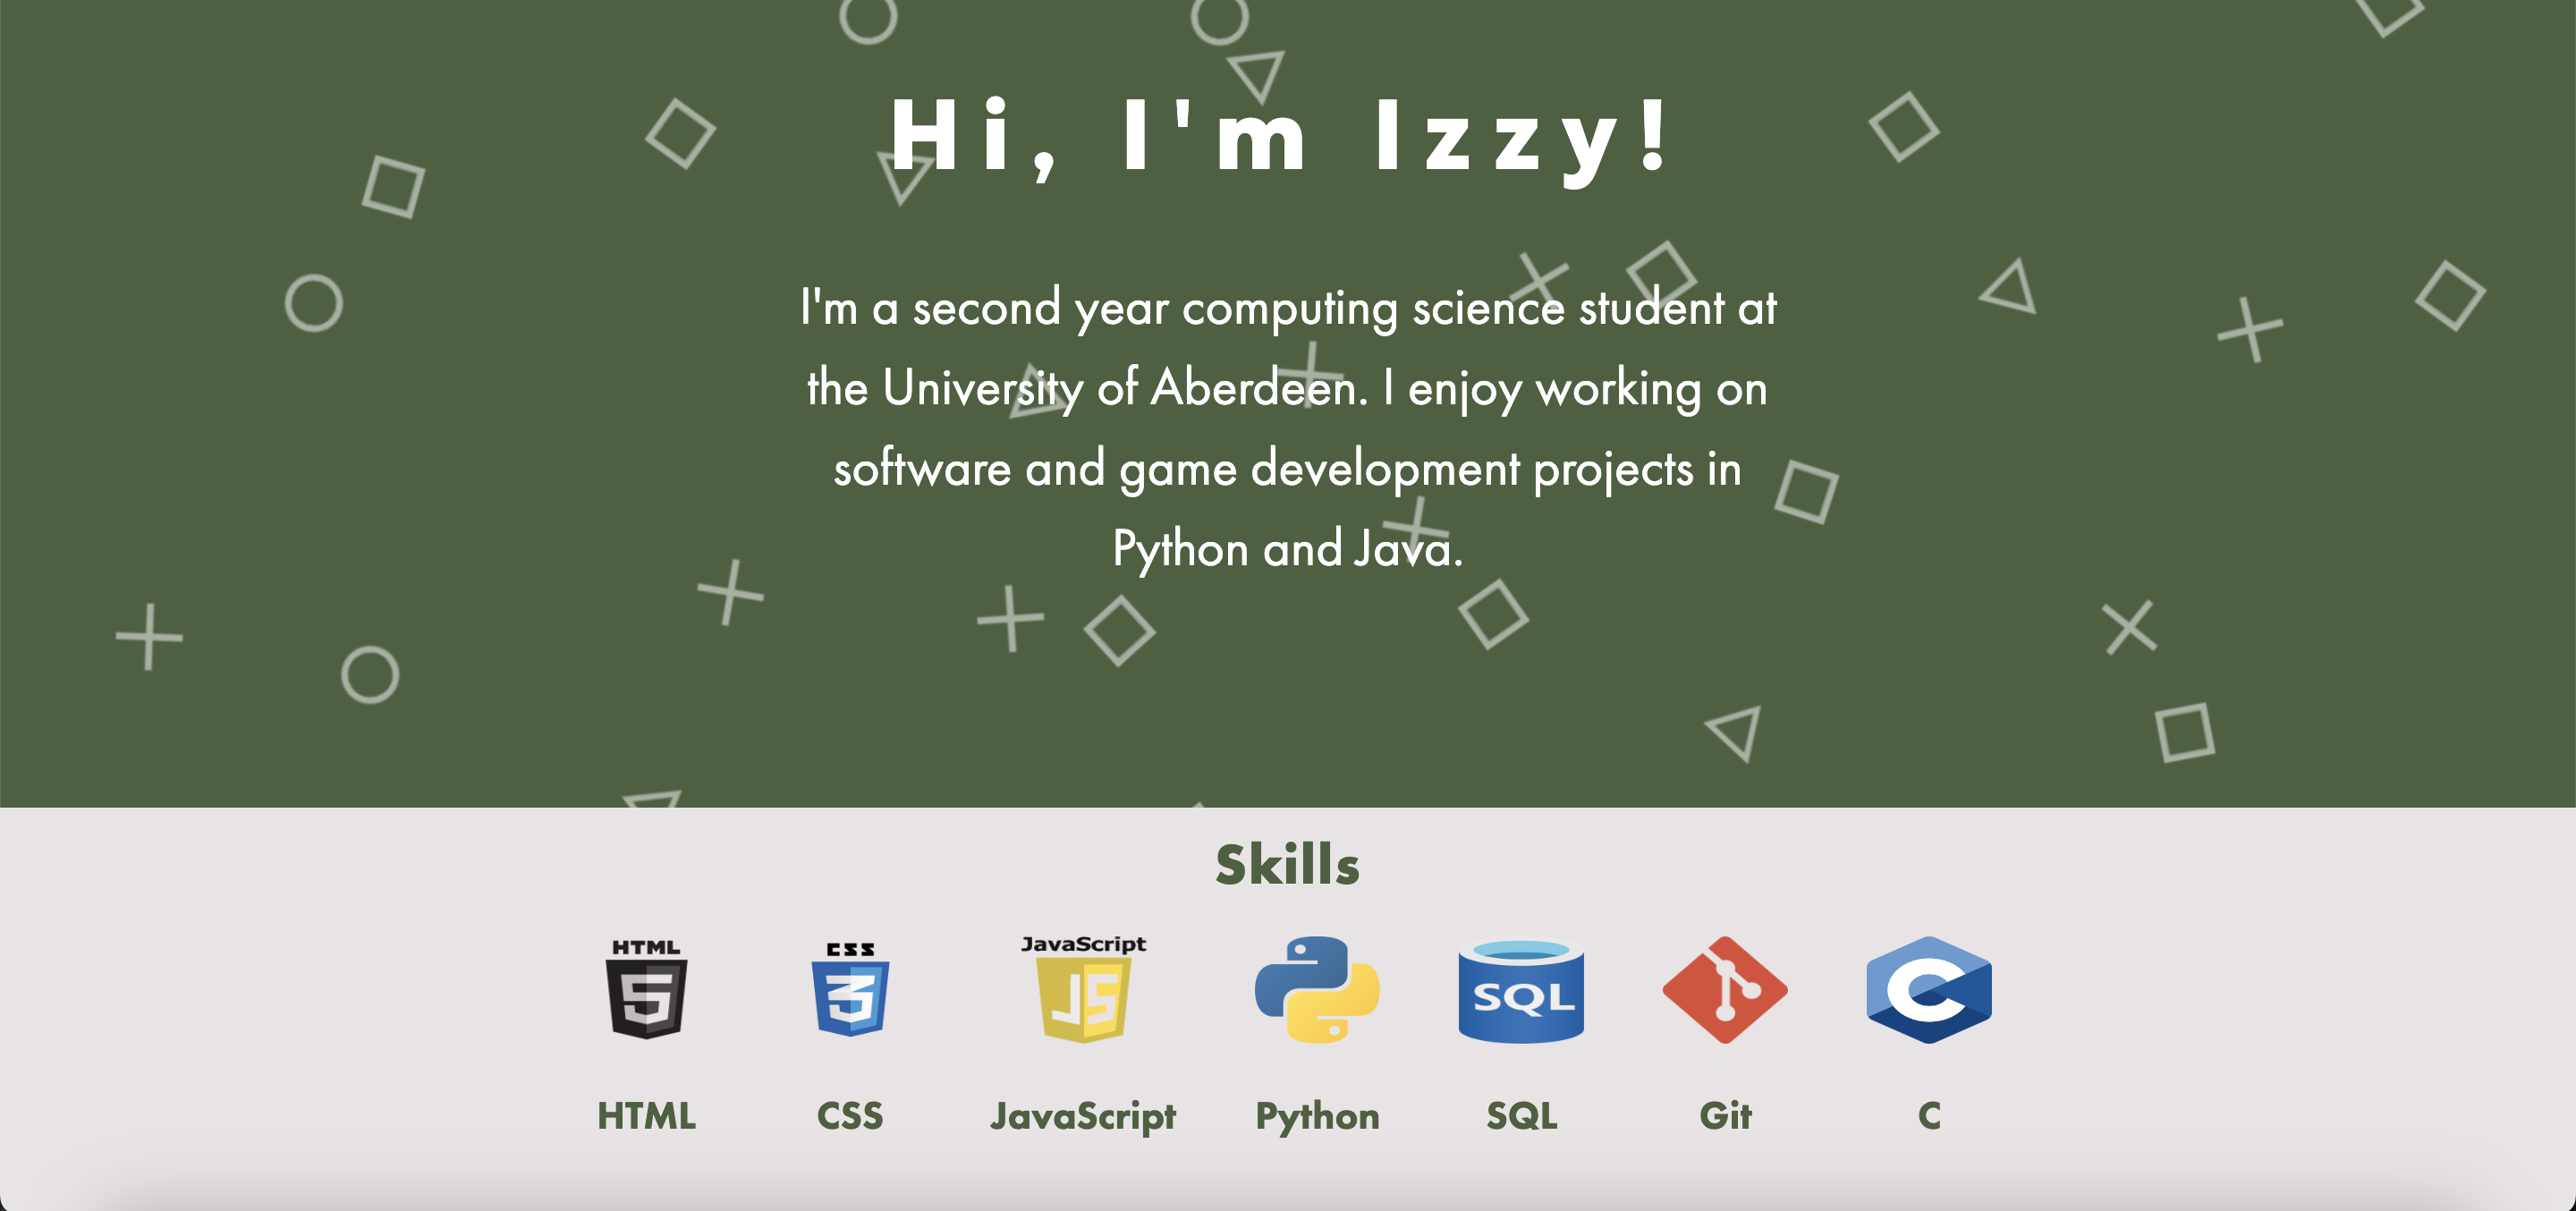 Hi, I'm Izzy!
I'm a second year computing science student at
the University of Aberdeen. I enjoy working on
software and game development projects in
Python and Java.
Skills
HTML CSS JavaScript
5 3 JS SQL C
HTML CSS JavaScript Python SQL Git C